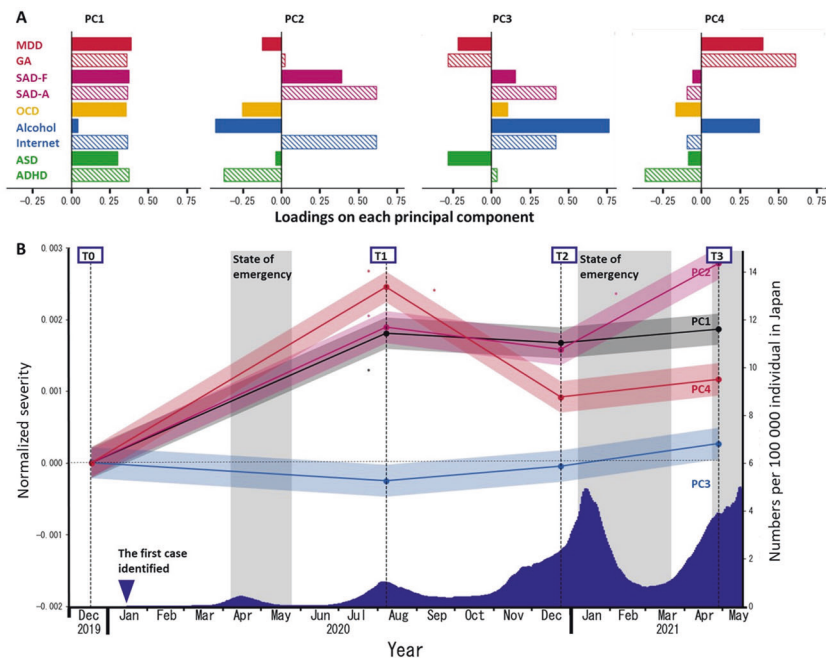 A
PC1 PC2 PC3 PC4
MDD
GA
SAD-F
SAD-A
OCD
Alcohol
Internet
ASD
ADHD
−0.25 0.00 0.25 0.50 0.75 −0.25 0.00 0.25 0.50 0.75 −0.25 0.00 0.25 0.50 0.75 −0.25 0.00 0.25 0.50 0.75
Loadings on each principal component
B
0.003
0.002
0.001
0.000
−0.001
−0.002
Normalized severity
T0
State of
emergency
T1
T2
State of
emergency
T3
PC2
PC1
PC4
PC3
The first case
identified
14
12
10
8
6
4
2
0
Numbers per 100 000 individual in Japan
Dec Jan Feb Mar Apr May Jun Jul Aug Sep Oct Nov Dec Jan Feb Mar Apr May
2019 2020 2021
Year